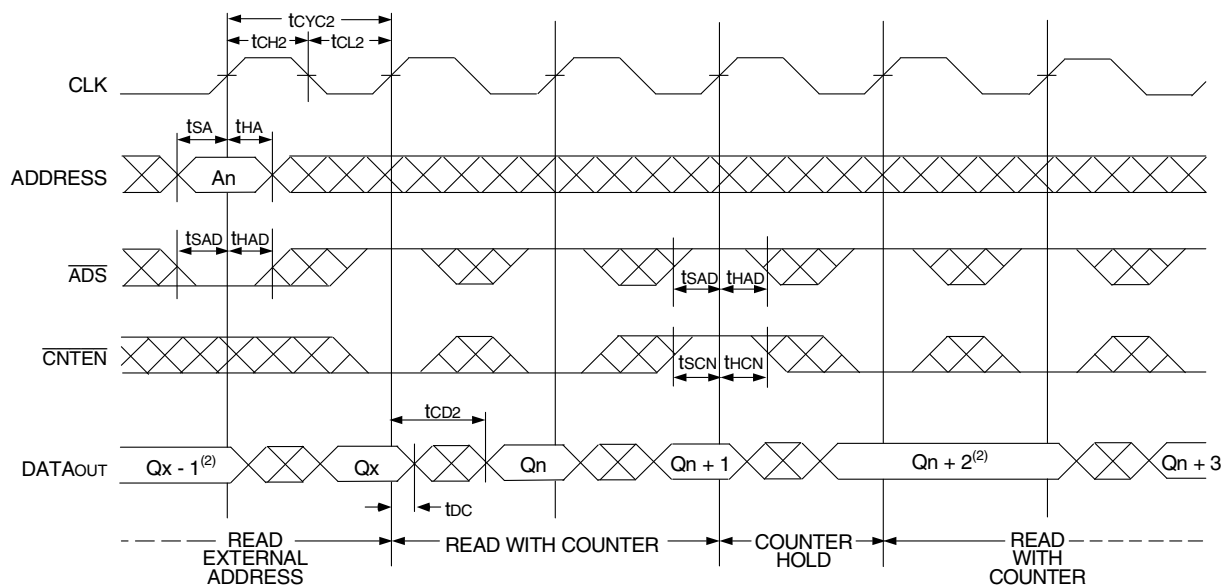 tCYC2
tCH2
tCL2
CLK
tSA
tHA
ADDRESS
An
tSAD
tHAD
ADS
tSAD
tHAD
CNTEN
tSCN
tHCN
tCD2
DATAOUT
Qx - 1(2)
Qx
Qn
Qn + 1
Qn + 2(2)
Qn + 3
tDC
READ
EXTERNAL
ADDRESS
READ WITH COUNTER
COUNTER
HOLD
READ
WITH
COUNTER